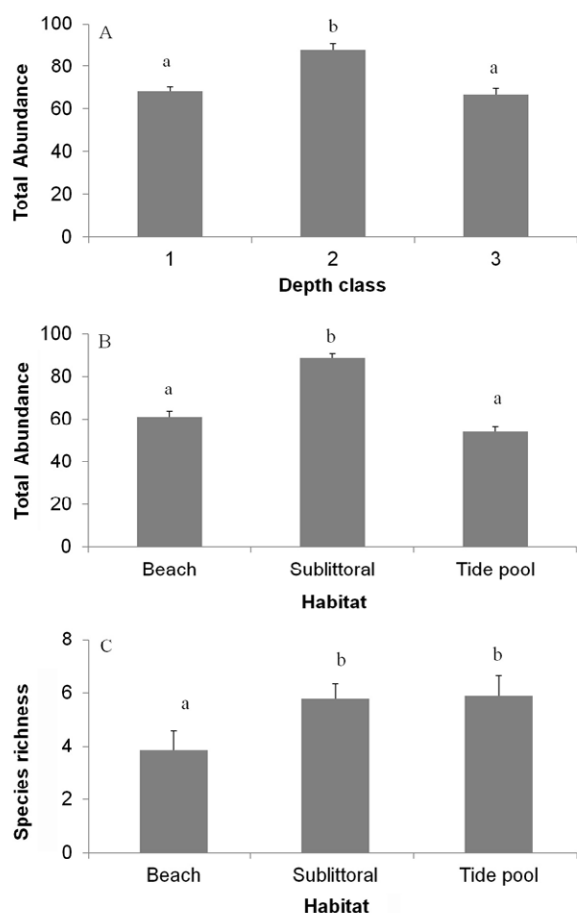 A
100
80
60
40
20
0
Total Abundance
a
b
a
1 2 3
Depth class
B
100
80
60
40
20
0
Total Abundance
a
b
a
Beach Sublittoral Tide pool
Habitat
C
8
6
4
2
0
Species richness
a
b
b
Beach Sublittoral Tide pool
Habitat